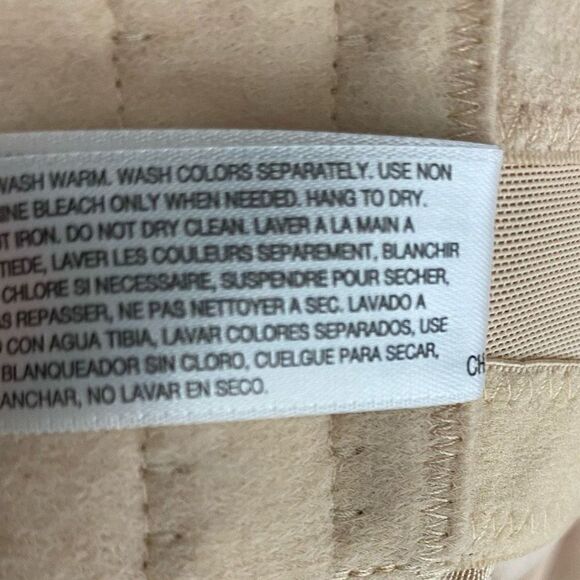 WASH WARM. WASH COLORS SEPARATELY. USE NON
INE BLEACH ONLY WHEN NEEDED. HANG TO DRY.
T IRON. DO NOT DRY CLEAN. LAVER A LA MAIN A
TIEDE, LAVER LES COULEURS SEPAREMENT, BLANCHIR
CHLORE SI NECESSAIRE, SUSPENDRE POUR SECHER,
S REPASSER, NE PAS NETTOYER A SEC. LAVADO A
O CON AGUA TIBIA, LAVAR COLORES SEPARADOS, USE
BLANQUEADOR SIN CLORO, CUELGUE PARA SECAR,
CH
ANCHAR, NO LAVAR EN SECO.